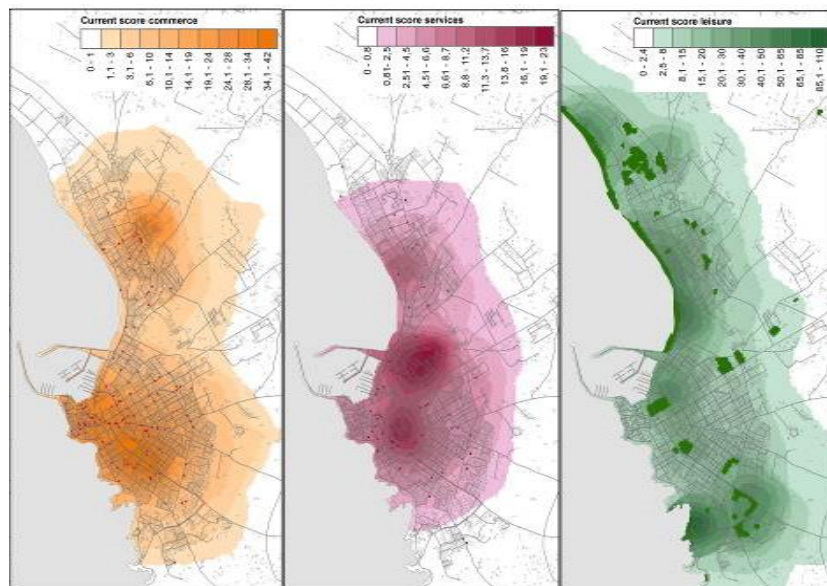 Current score commerce
0 - 1
1,1 - 3
3,1 - 6
6,1 - 10
10,1 - 14
14,1 - 19
19,1 - 24
24,1 - 28
28,1 - 34
34,1 - 42
Current score services
0 - 0,8
0,81 - 2,5
2,51 - 4,5
4,51 - 6,6
6,61 - 8,7
8,8 - 11,2
11,3 - 13,7
13,8 - 16
16,1 - 19
19,1 - 23
Current score leisure
0 - 2,4
2,5 - 8
8,1 - 15
15,1 - 20
20,1 - 30
30,1 - 40
40,1 - 50
50,1 - 65
65,1 - 85
85,1 - 110